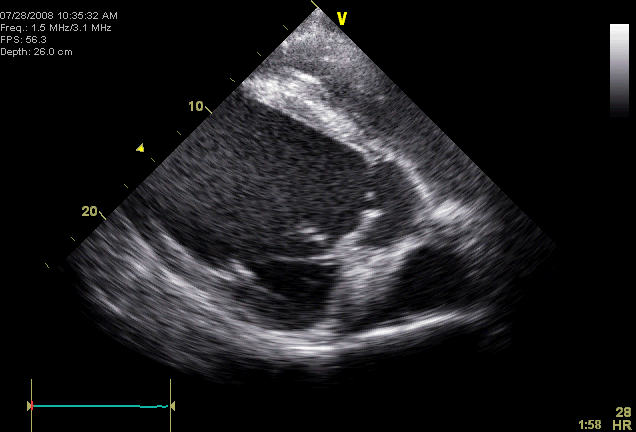 07/28/2008 10:35:32 AM
Freq.: 1.5 MHz/3.1 MHz
FPS: 56.3
Depth: 26.0 cm
V
10
20
28
1:58 HR